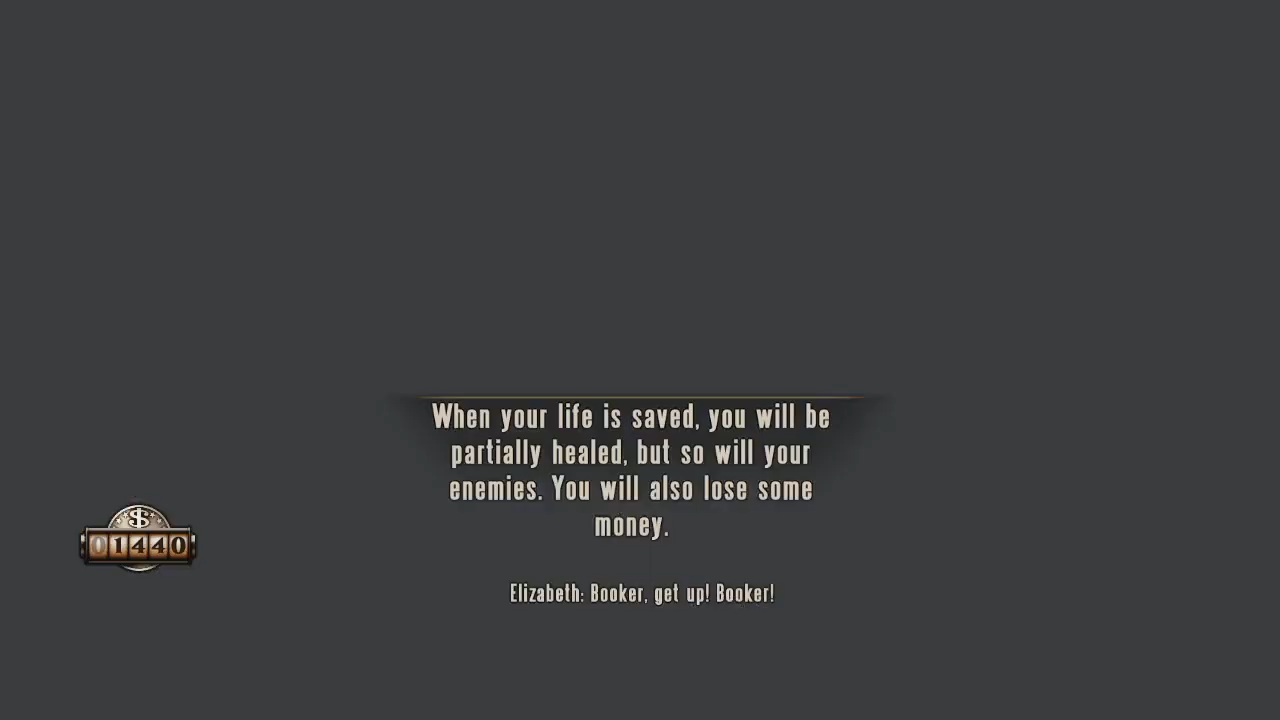 When your life is saved, you will be
partially healed, but so will your
enemies. You will also lose some
money.
$
01440
Elizabeth: Booker, get up! Booker!